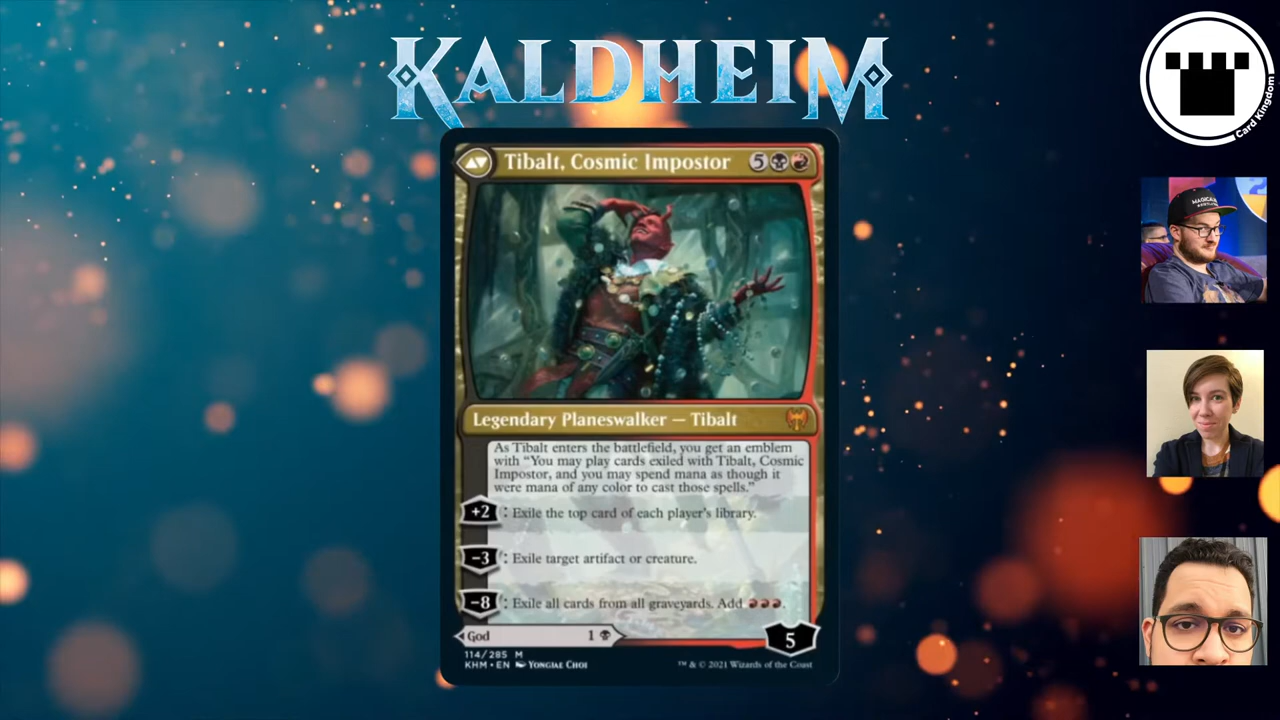 KALDHEIM
Card Kingdom
Tibalt, Cosmic Impostor 5
MAGICAL
Legendary Planeswalker — Tibalt
As Tibalt enters the battlefield, you get an emblem
with “You may play cards exiled with Tibalt, Cosmic
Impostor, and you may spend mana as though it
were mana of any color to cast those spells.”
+2 : Exile the top card of each player’s library.
−3 : Exile target artifact or creature.
−8 : Exile all cards from all graveyards. Add
God 1
5
114/285 M
KHM • EN Yongjae Choi
™ & © 2021 Wizards of the Coast